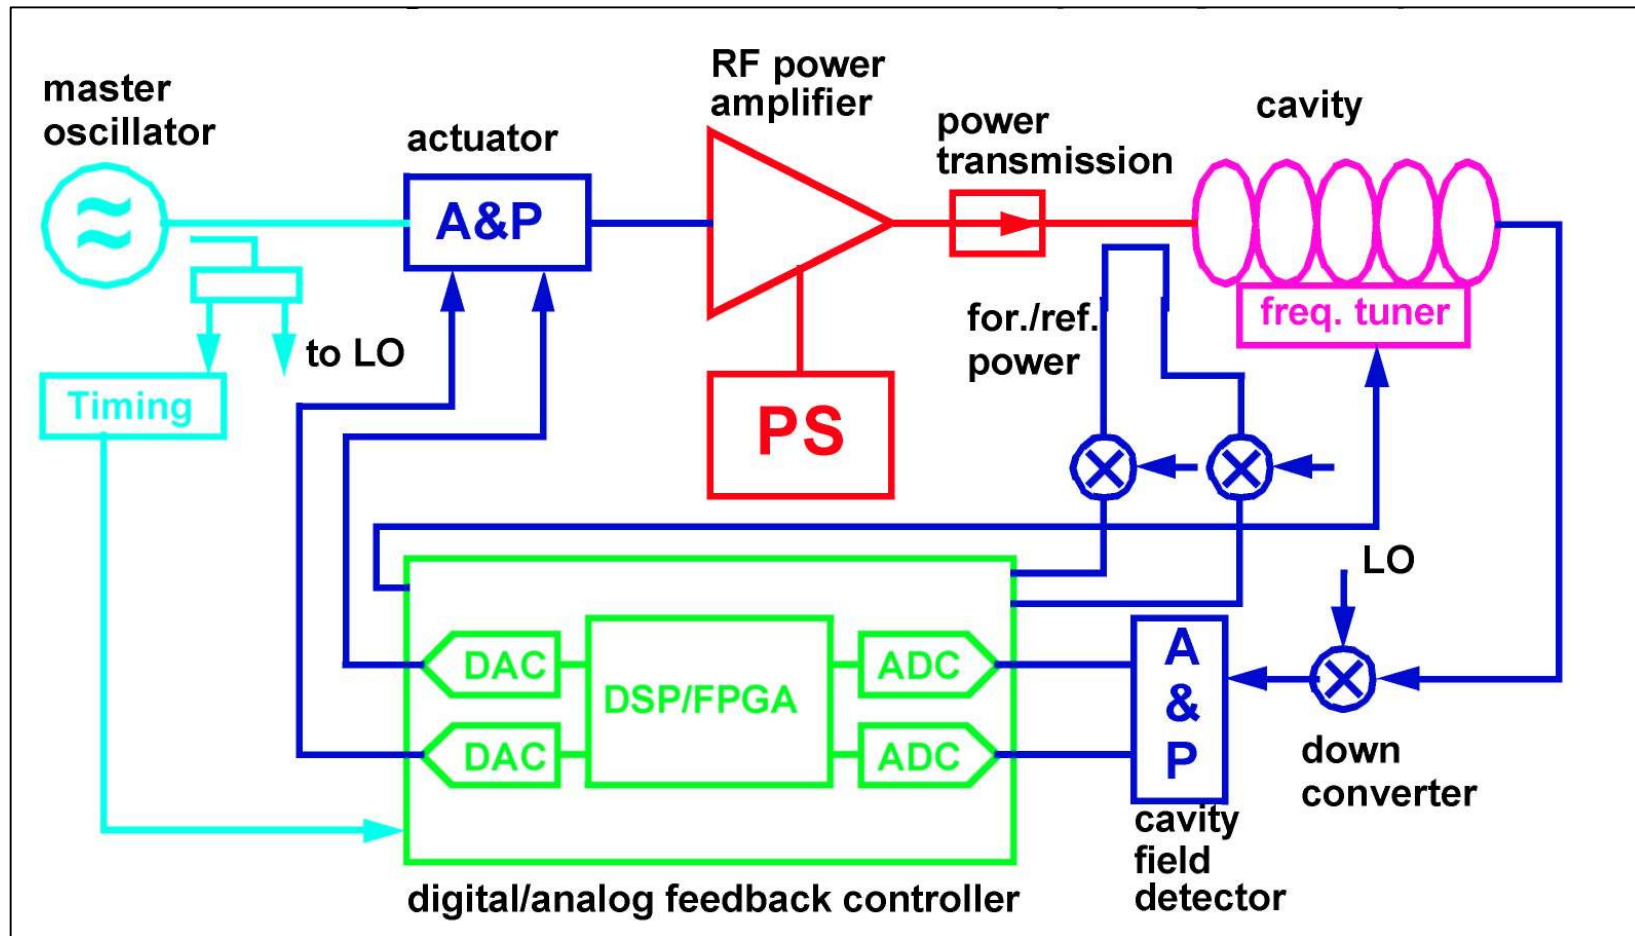 master
oscillator
actuator
A&P
RF power
amplifier
power
transmission
cavity
freq. tuner
for./ref.
power
to LO
Timing
PS
LO
DAC
DSP/FPGA
ADC
DAC
ADC
A
&
P
down
converter
cavity
field
detector
digital/analog feedback controller